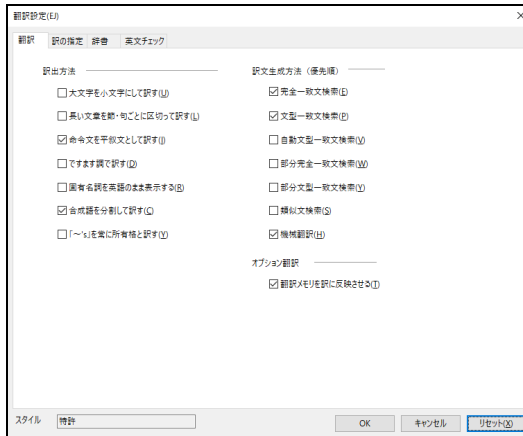 翻訳設定(EJ)
翻訳 訳の指定 辞書 英文チェック
訳出方法
大文字を小文字にして訳す(U)
長い文章を節・句ごとに区切って訳す(L)
命令文を平叙文として訳す(I)
ですます調で訳す(D)
固有名詞を英語のまま表示する(R)
合成語を分割して訳す(C)
「～'s」を常に所有格と訳す(Y)
訳文生成方法（優先順）
完全一致文検索(E)
文型一致文検索(P)
自動文型一致文検索(V)
部分完全一致文検索(W)
部分文型一致文検索(Y)
類似文検索(S)
機械翻訳(H)
オプション翻訳
翻訳メモリを訳に反映させる(T)
スタイル 特許
OK キャンセル リセット(X)